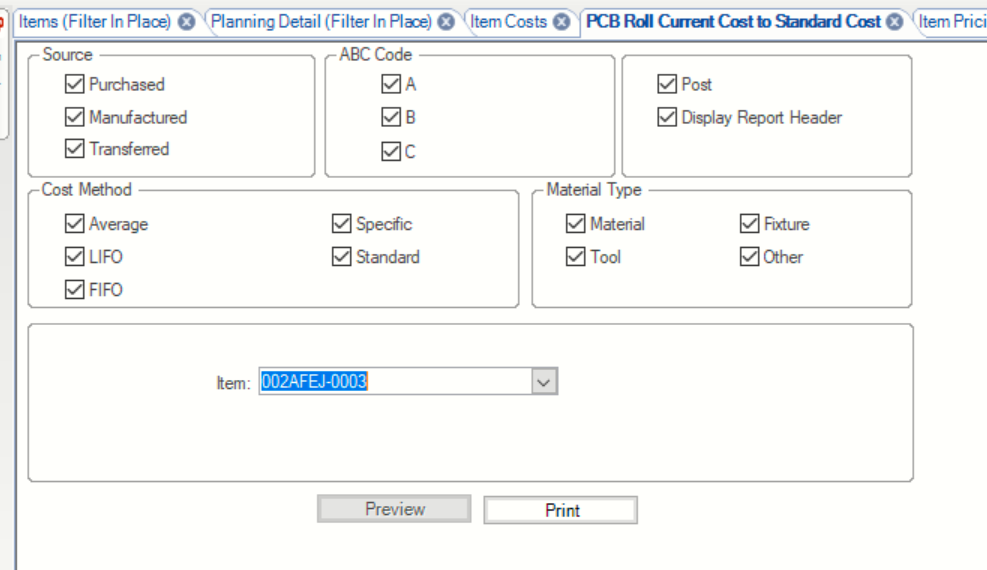 Items (Filter In Place) Planning Detail (Filter In Place) Item Costs PCB Roll Current Cost to Standard Cost Item Prici
Source
Purchased
Manufactured
Transferred
ABC Code
A
B
C
Post
Display Report Header
Cost Method
Average
LIFO
FIFO
Specific
Standard
Material Type
Material
Tool
Fixture
Other
Item: 002AFEJ-0003
Preview Print